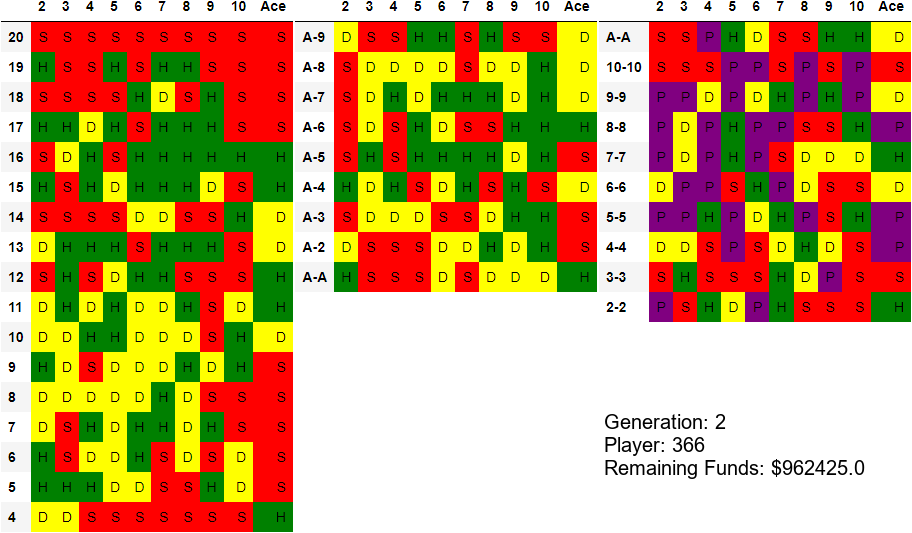 2 3 4 5 6 7 8 9 10 Ace
20 S S S S S S S S S S
19 H S S H S H H S S S
18 S S S S H D S H S S
17 H H D H S H H H S S
16 S D H S H H H H H H
15 H S H D H H H D S H
14 S S S S D D S S H D
13 D H H H S H H H S D
12 S H S D H H S S S H
11 D H D H D D H S D H
10 D D H H D D D S H D
9 H D S D D D H D H S
8 D D D D D H D S S S
7 D S H D H H D H S S
6 H S D D H S D S D S
5 H H H D D S S H D S
4 D D S S S S S S S H
2 3 4 5 6 7 8 9 10 Ace
A-9 D S S H H S H S S D
A-8 S D D D D S D D H D
A-7 S D H D H H H D H D
A-6 S D S H D S S H H H
A-5 S H S H H H H D H S
A-4 H D H S D H S H S D
A-3 S D D D S S D H H S
A-2 D S S S D D H D H S
A-A H S S S D S D D D H
2 3 4 5 6 7 8 9 10 Ace
A-A S S P H D S S H H D
10-10 S S S P P S P S P S
9-9 P P D P D H P H P D
8-8 P D P H P P S S H P
7-7 P D P H P S D D D H
6-6 D P P S H P D S S D
5-5 P P H P D H P S H P
4-4 D D S P S D H D S P
3-3 S H S S S H D P S S
2-2 P S H D P H S S S H
Generation: 2
Player: 366
Remaining Funds: $962425.0